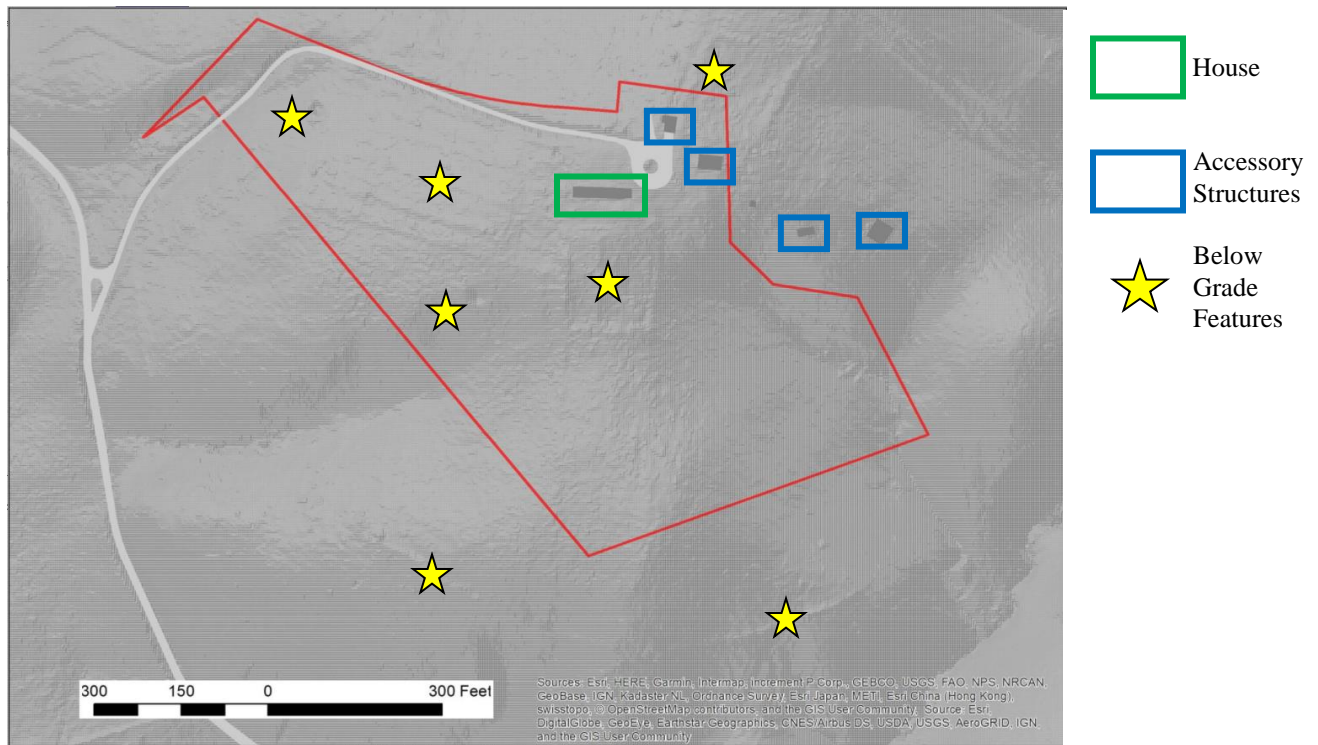 House
Accessory
Structures
Below
Grade
Features
300 150 0 300 Feet
Sources: Esri, HERE, Garmin, Intermap, increment P Corp., GEBCO, USGS, FAO, NPS, NRCAN,
GeoBase, IGN, Kadaster NL, Ordnance Survey, Esri Japan, METI, Esri China (Hong Kong),
swisstopo, © OpenStreetMap contributors, and the GIS User Community, Source: Esri,
DigitalGlobe, GeoEye, Earthstar Geographics, CNES/Airbus DS, USDA, USGS, AeroGRID, IGN,
and the GIS User Community